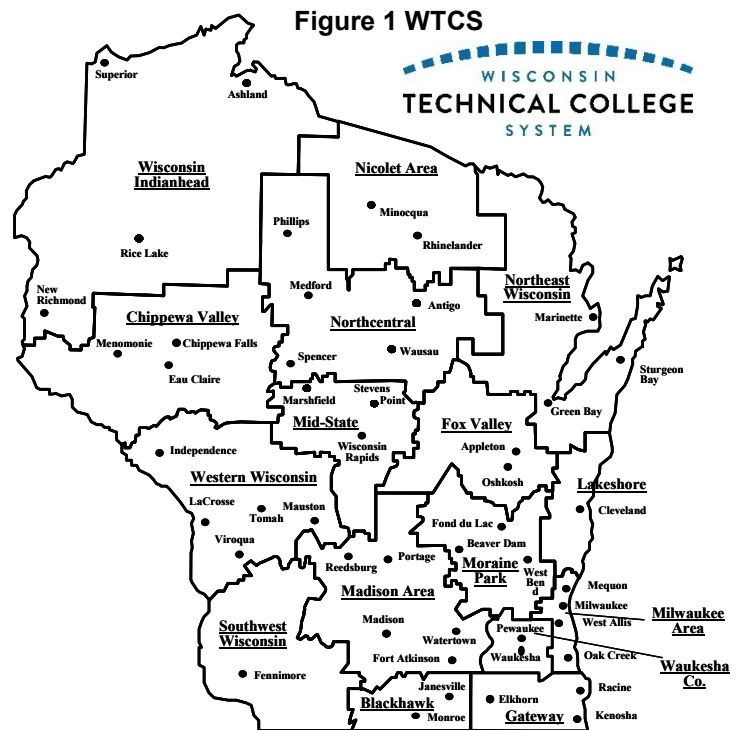 Figure 1 WTCS
WISCONSIN
TECHNICAL COLLEGE
SYSTEM
Superior
Ashland
Wisconsin
Indianhead
Nicolet Area
Phillips
Minocqua
Rhinelander
Rice Lake
New
Richmond
Medford
Antigo
Northeast
Wisconsin
Chippewa Valley
Northcentral
Marinette
Menomonie
Chippewa Falls
Wausau
Spencer
Eau Claire
Sturgeon
Bay
Marshfield
Stevens
Point
Green Bay
Mid-State
Fox Valley
Wisconsin
Rapids
Appleton
Independence
Oshkosh
Western Wisconsin
Lakeshore
LaCrosse
Tomah
Mauston
Cleveland
Viroqua
Fond du Lac
Beaver Dam
Reedsburg
Portage
Moraine
Park
West
Ben
d
Mequon
Madison Area
Milwaukee
Milwaukee
Area
West Allis
Southwest
Wisconsin
Madison
Watertown
Pewaukee
Waukesha
Oak Creek
Waukesha
Co.
Fort Atkinson
Fennimore
Janesville
Blackhawk
Monroe
Elkhorn
Gateway
Racine
Kenosha